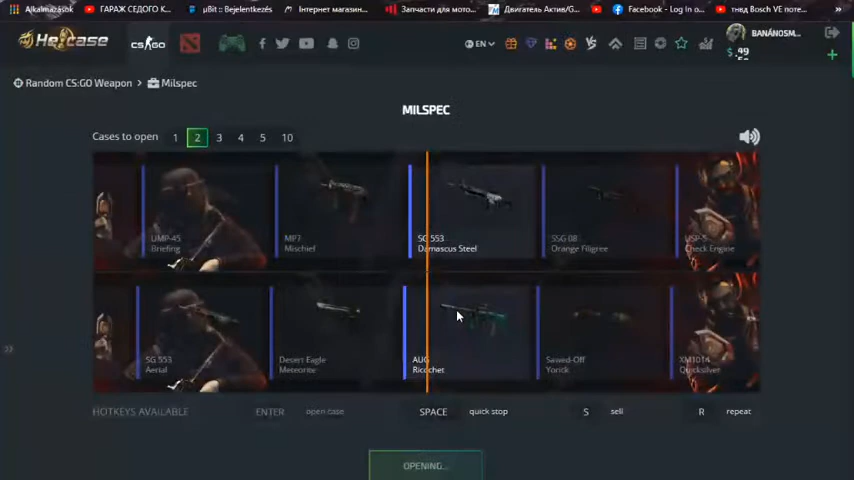 Alkalmazások ГАРАЖ СЕДОГО К... µBit :: Bejelentkezés Інтернет магазин... Запчасти для мото... Двигатель Актив/G... Facebook - Log In o... тнвд Bosch VE поте... »
Hellcase CS:GO EN BANÁNOSM...
$ .49
Random CS:GO Weapon > Milspec
MILSPEC
Cases to open 1 2 3 4 5 10
UMP-45 Briefing
MP7 Mischief
SG 553 Damascus Steel
SSG 08 Orange Filigree
USP-S Check Engine
SG 553 Aerial
Desert Eagle Meteorite
AUG Ricochet
Sawed-Off Yorick
XM1014 Quicksilver
HOTKEYS AVAILABLE ENTER open case SPACE quick stop S sell R repeat
OPENING...